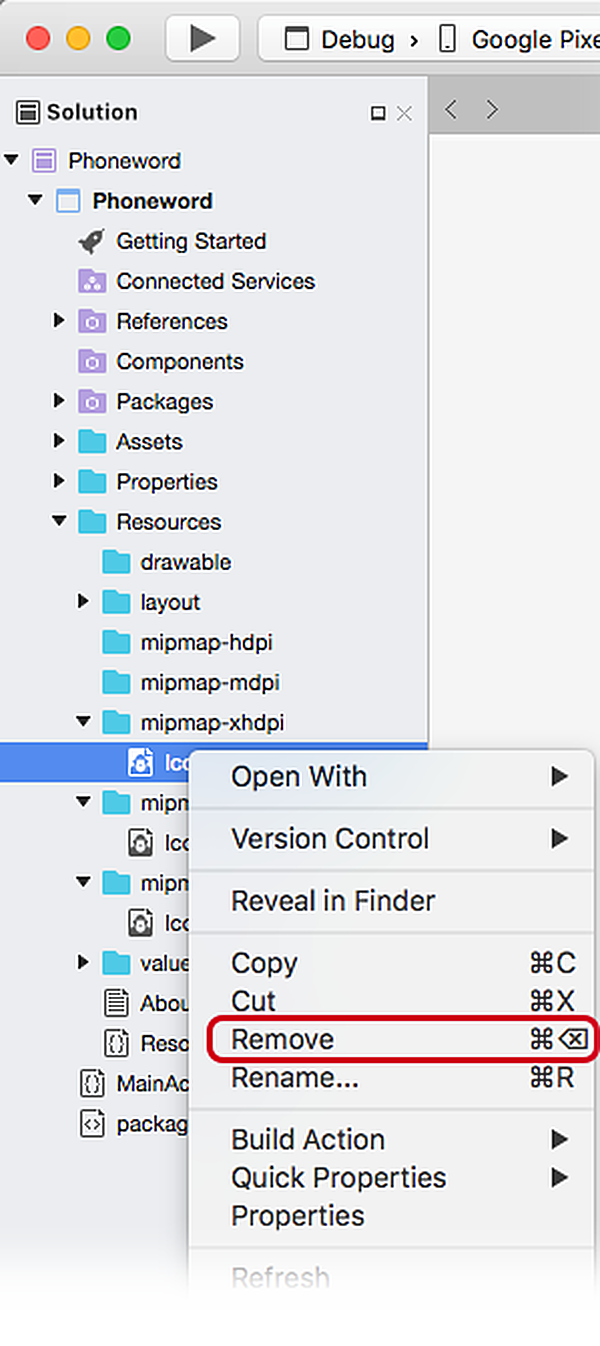 Debug › Google Pixe
Solution
Phoneword
Phoneword
Getting Started
Connected Services
References
Components
Packages
Assets
Properties
Resources
drawable
layout
mipmap-hdpi
mipmap-mdpi
mipmap-xhdpi
Ico
mipm
Ico
mipm
Ico
value
Abou
Reso
MainAc
packag
Open With
Version Control
Reveal in Finder
Copy ⌘C
Cut ⌘X
Remove ⌘⌫
Rename... ⌘R
Build Action
Quick Properties
Properties
Refresh